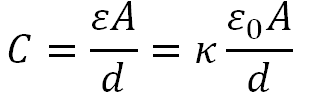 C = εA/d = κ ε₀A/d